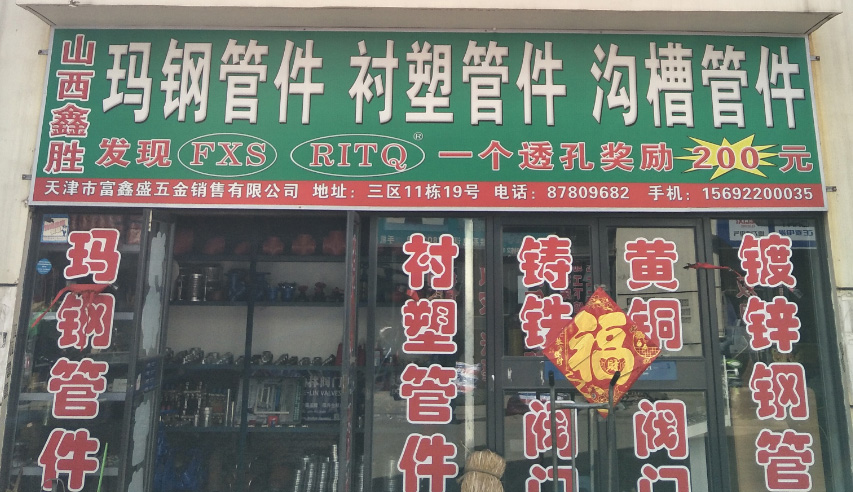 山西鑫胜
玛钢管件 衬塑管件 沟槽管件
发现 FXS RITQ® 一个透孔奖励 200 元
天津市富鑫盛五金销售有限公司 地址：三区11栋19号 电话：87809682 手机：15692200035
玛钢管件
衬塑管件
铸铁阀门
黄铜阀门
镀锌钢管
福